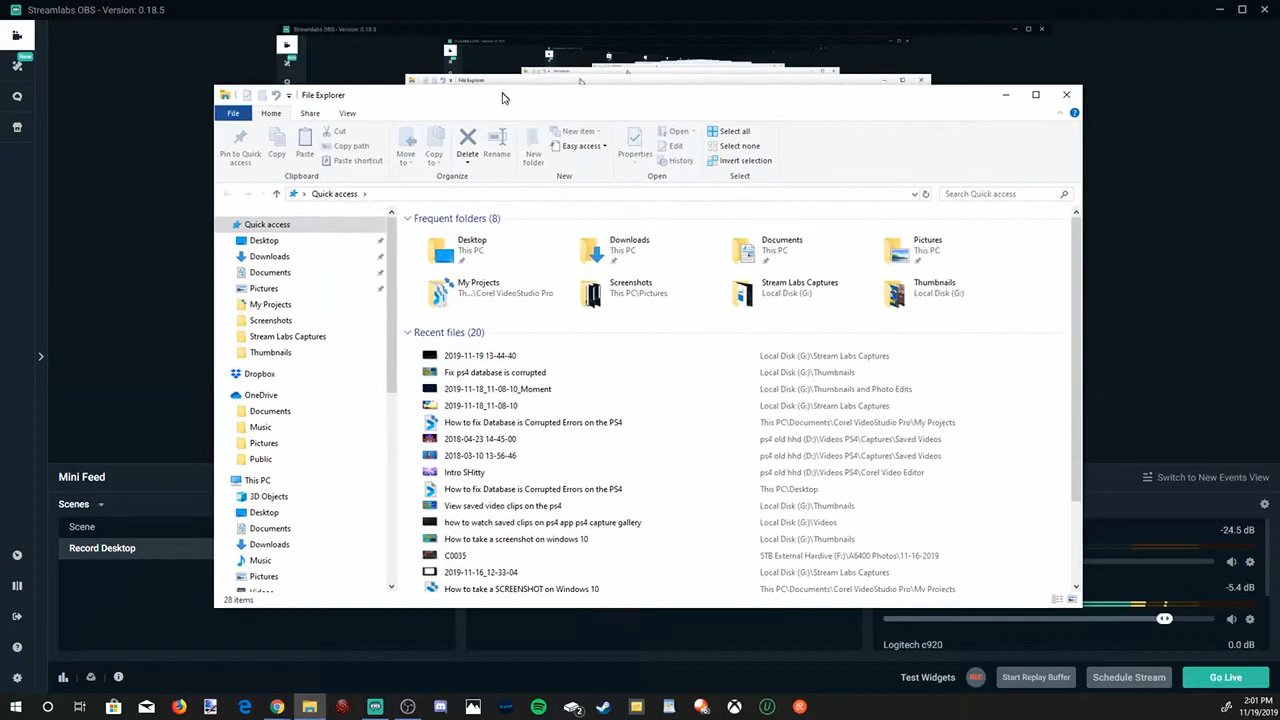 Streamlabs OBS - Version: 0.18.5
New
File Explorer
File Home Share View
Pin to Quick access
Copy
Paste
Cut
Copy path
Paste shortcut
Clipboard
Move to
Copy to
Delete
Rename
Organize
New folder
New item
Easy access
New
Properties
Open
Edit
History
Open
Select all
Select none
Invert selection
Select
Quick access
Search Quick access
Quick access
Desktop
Downloads
Documents
Pictures
My Projects
Screenshots
Stream Labs Captures
Thumbnails
Dropbox
OneDrive
Documents
Music
Pictures
Public
This PC
3D Objects
Desktop
Documents
Downloads
Music
Pictures
Videos
Frequent folders (8)
Desktop
This PC
Downloads
This PC
Documents
This PC
Pictures
This PC
My Projects
Th...\Corel VideoStudio Pro
Screenshots
This PC\Pictures
Stream Labs Captures
Local Disk (G:)
Thumbnails
Local Disk (G:)
Recent files (20)
2019-11-19 13-44-40 Local Disk (G:)\Stream Labs Captures
Fix ps4 database is corrupted Local Disk (G:)\Thumbnails
2019-11-18_11-08-10_Moment Local Disk (G:)\Thumbnails and Photo Edits
2019-11-18_11-08-10 Local Disk (G:)\Stream Labs Captures
How to fix Database is Corrupted Errors on the PS4 This PC\Documents\Corel VideoStudio Pro\My Projects
2018-04-23 14-45-00 ps4 old hhd (D:)\Videos PS4\Captures\Saved Videos
2018-03-10 13-56-46 ps4 old hhd (D:)\Videos PS4\Captures\Saved Videos
Intro SHitty ps4 old hhd (D:)\Videos PS4\Corel Video Editor
How to fix Database is Corrupted Errors on the PS4 This PC\Desktop
View saved video clips on the ps4 Local Disk (G:)\Thumbnails
how to watch saved clips on ps4 app ps4 capture gallery Local Disk (G:)\Videos
How to take a screenshot on windows 10 Local Disk (G:)\Thumbnails
C0035 5TB External Hardive (F:)\A6400 Photos\11-16-2019
2019-11-16_12-33-04 Local Disk (G:)\Stream Labs Captures
How to take a SCREENSHOT on Windows 10 This PC\Documents\Corel VideoStudio Pro\My Projects
28 items
Mini Feed
Switch to New Events View
Scenes
Scene
Record Desktop
-24.5 dB
-5.4 dB
Logitech c920 0.0 dB
Test Widgets
REC
Start Replay Buffer
Schedule Stream
Go Live
2:01 PM
11/19/2019